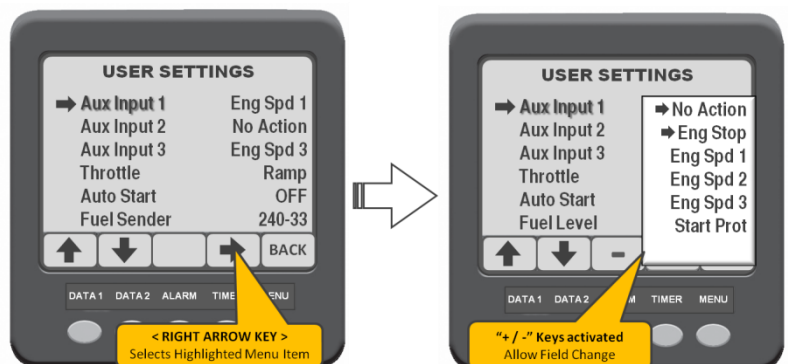 USER SETTINGS
Aux Input 1 Eng Spd 1
Aux Input 2 No Action
Aux Input 3 Eng Spd 3
Throttle Ramp
Auto Start OFF
Fuel Sender 240-33
BACK
DATA 1 DATA 2 ALARM TIME ENU
< RIGHT ARROW KEY >
Selects Highlighted Menu Item
USER SETTINGS
Aux Input 1
Aux Input 2
Aux Input 3
Throttle
Auto Start
Fuel Level
No Action
Eng Stop
Eng Spd 1
Eng Spd 2
Eng Spd 3
Start Prot
-
DATA 1 DATA 2 M TIMER MENU
"+ / -" Keys activated
Allow Field Change